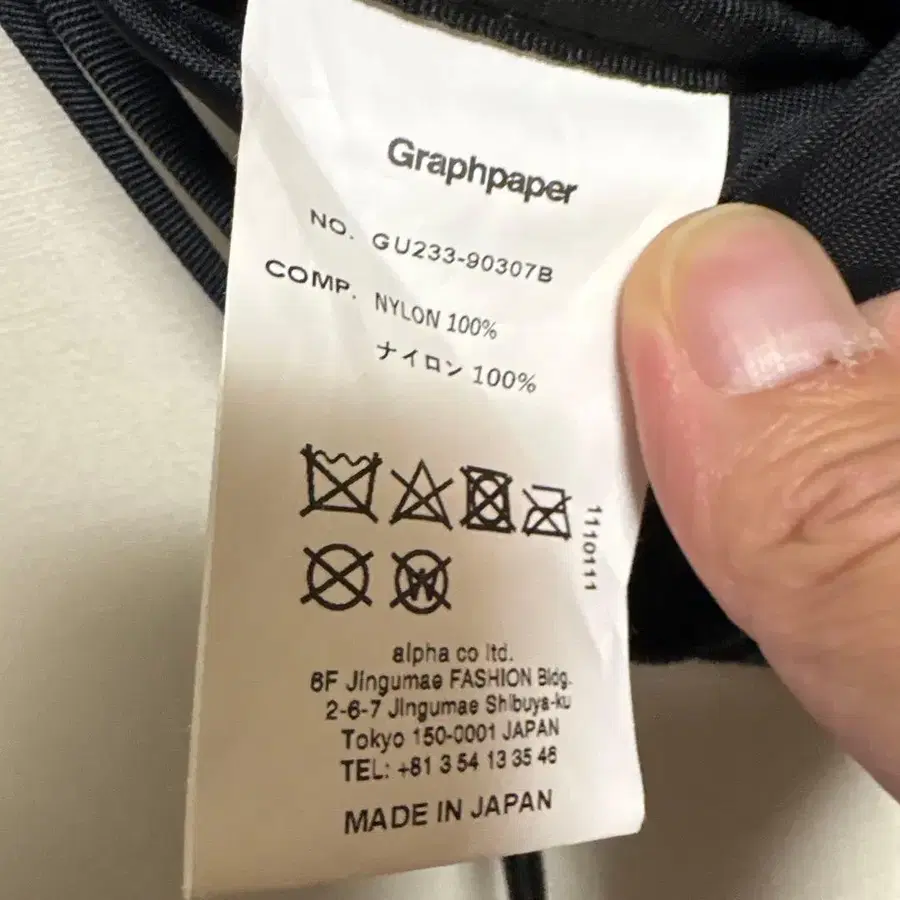 Graphpaper
NO. GU233-90307B
COMP. NYLON 100%
ナイロン 100%
1110111
W
alpha co ltd.
6F Jingumae FASHION Bldg.
2-6-7 Jingumae Shibuya-ku
Tokyo 150-0001 JAPAN
TEL: +81 3 54 13 35 46
MADE IN JAPAN